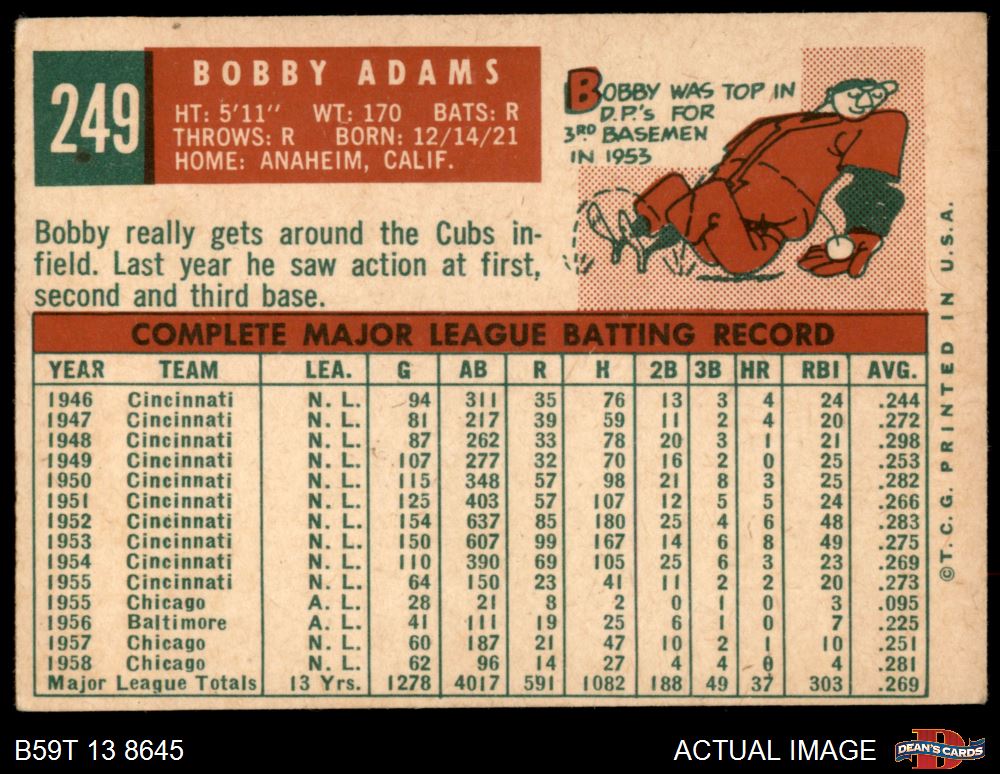 249
BOBBY ADAMS
HT: 5'11" WT: 170 BATS: R
THROWS: R BORN: 12/14/21
HOME: ANAHEIM, CALIF.
BOBBY WAS TOP IN
D.P.'s FOR
3RD BASEMEN
IN 1953
Bobby really gets around the Cubs in-
field. Last year he saw action at first,
second and third base.
COMPLETE MAJOR LEAGUE BATTING RECORD
YEAR TEAM LEA. G AB R H 2B 3B HR RBI AVG.
1946 Cincinnati N. L. 94 311 35 76 13 3 4 24 .244
1947 Cincinnati N. L. 81 217 39 59 11 2 4 20 .272
1948 Cincinnati N. L. 87 262 33 78 20 3 1 21 .298
1949 Cincinnati N. L. 107 277 32 70 16 2 0 25 .253
1950 Cincinnati N. L. 115 348 57 98 21 8 3 25 .282
1951 Cincinnati N. L. 125 403 57 107 12 5 5 24 .266
1952 Cincinnati N. L. 154 637 85 180 25 4 6 48 .283
1953 Cincinnati N. L. 150 607 99 167 14 6 8 49 .275
1954 Cincinnati N. L. 110 390 69 105 25 6 3 23 .269
1955 Cincinnati N. L. 64 150 23 41 11 2 2 20 .273
1955 Chicago A. L. 28 21 8 2 0 1 0 3 .095
1956 Baltimore A. L. 41 111 19 25 6 1 0 7 .225
1957 Chicago N. L. 60 187 21 47 10 2 1 10 .251
1958 Chicago N. L. 62 96 14 27 4 4 0 4 .281
Major League Totals 13 Yrs. 1278 4017 591 1082 188 49 37 303 .269
©T. C. G. PRINTED IN U.S.A.
B59T 13 8645
ACTUAL IMAGE
DEAN'S CARDS